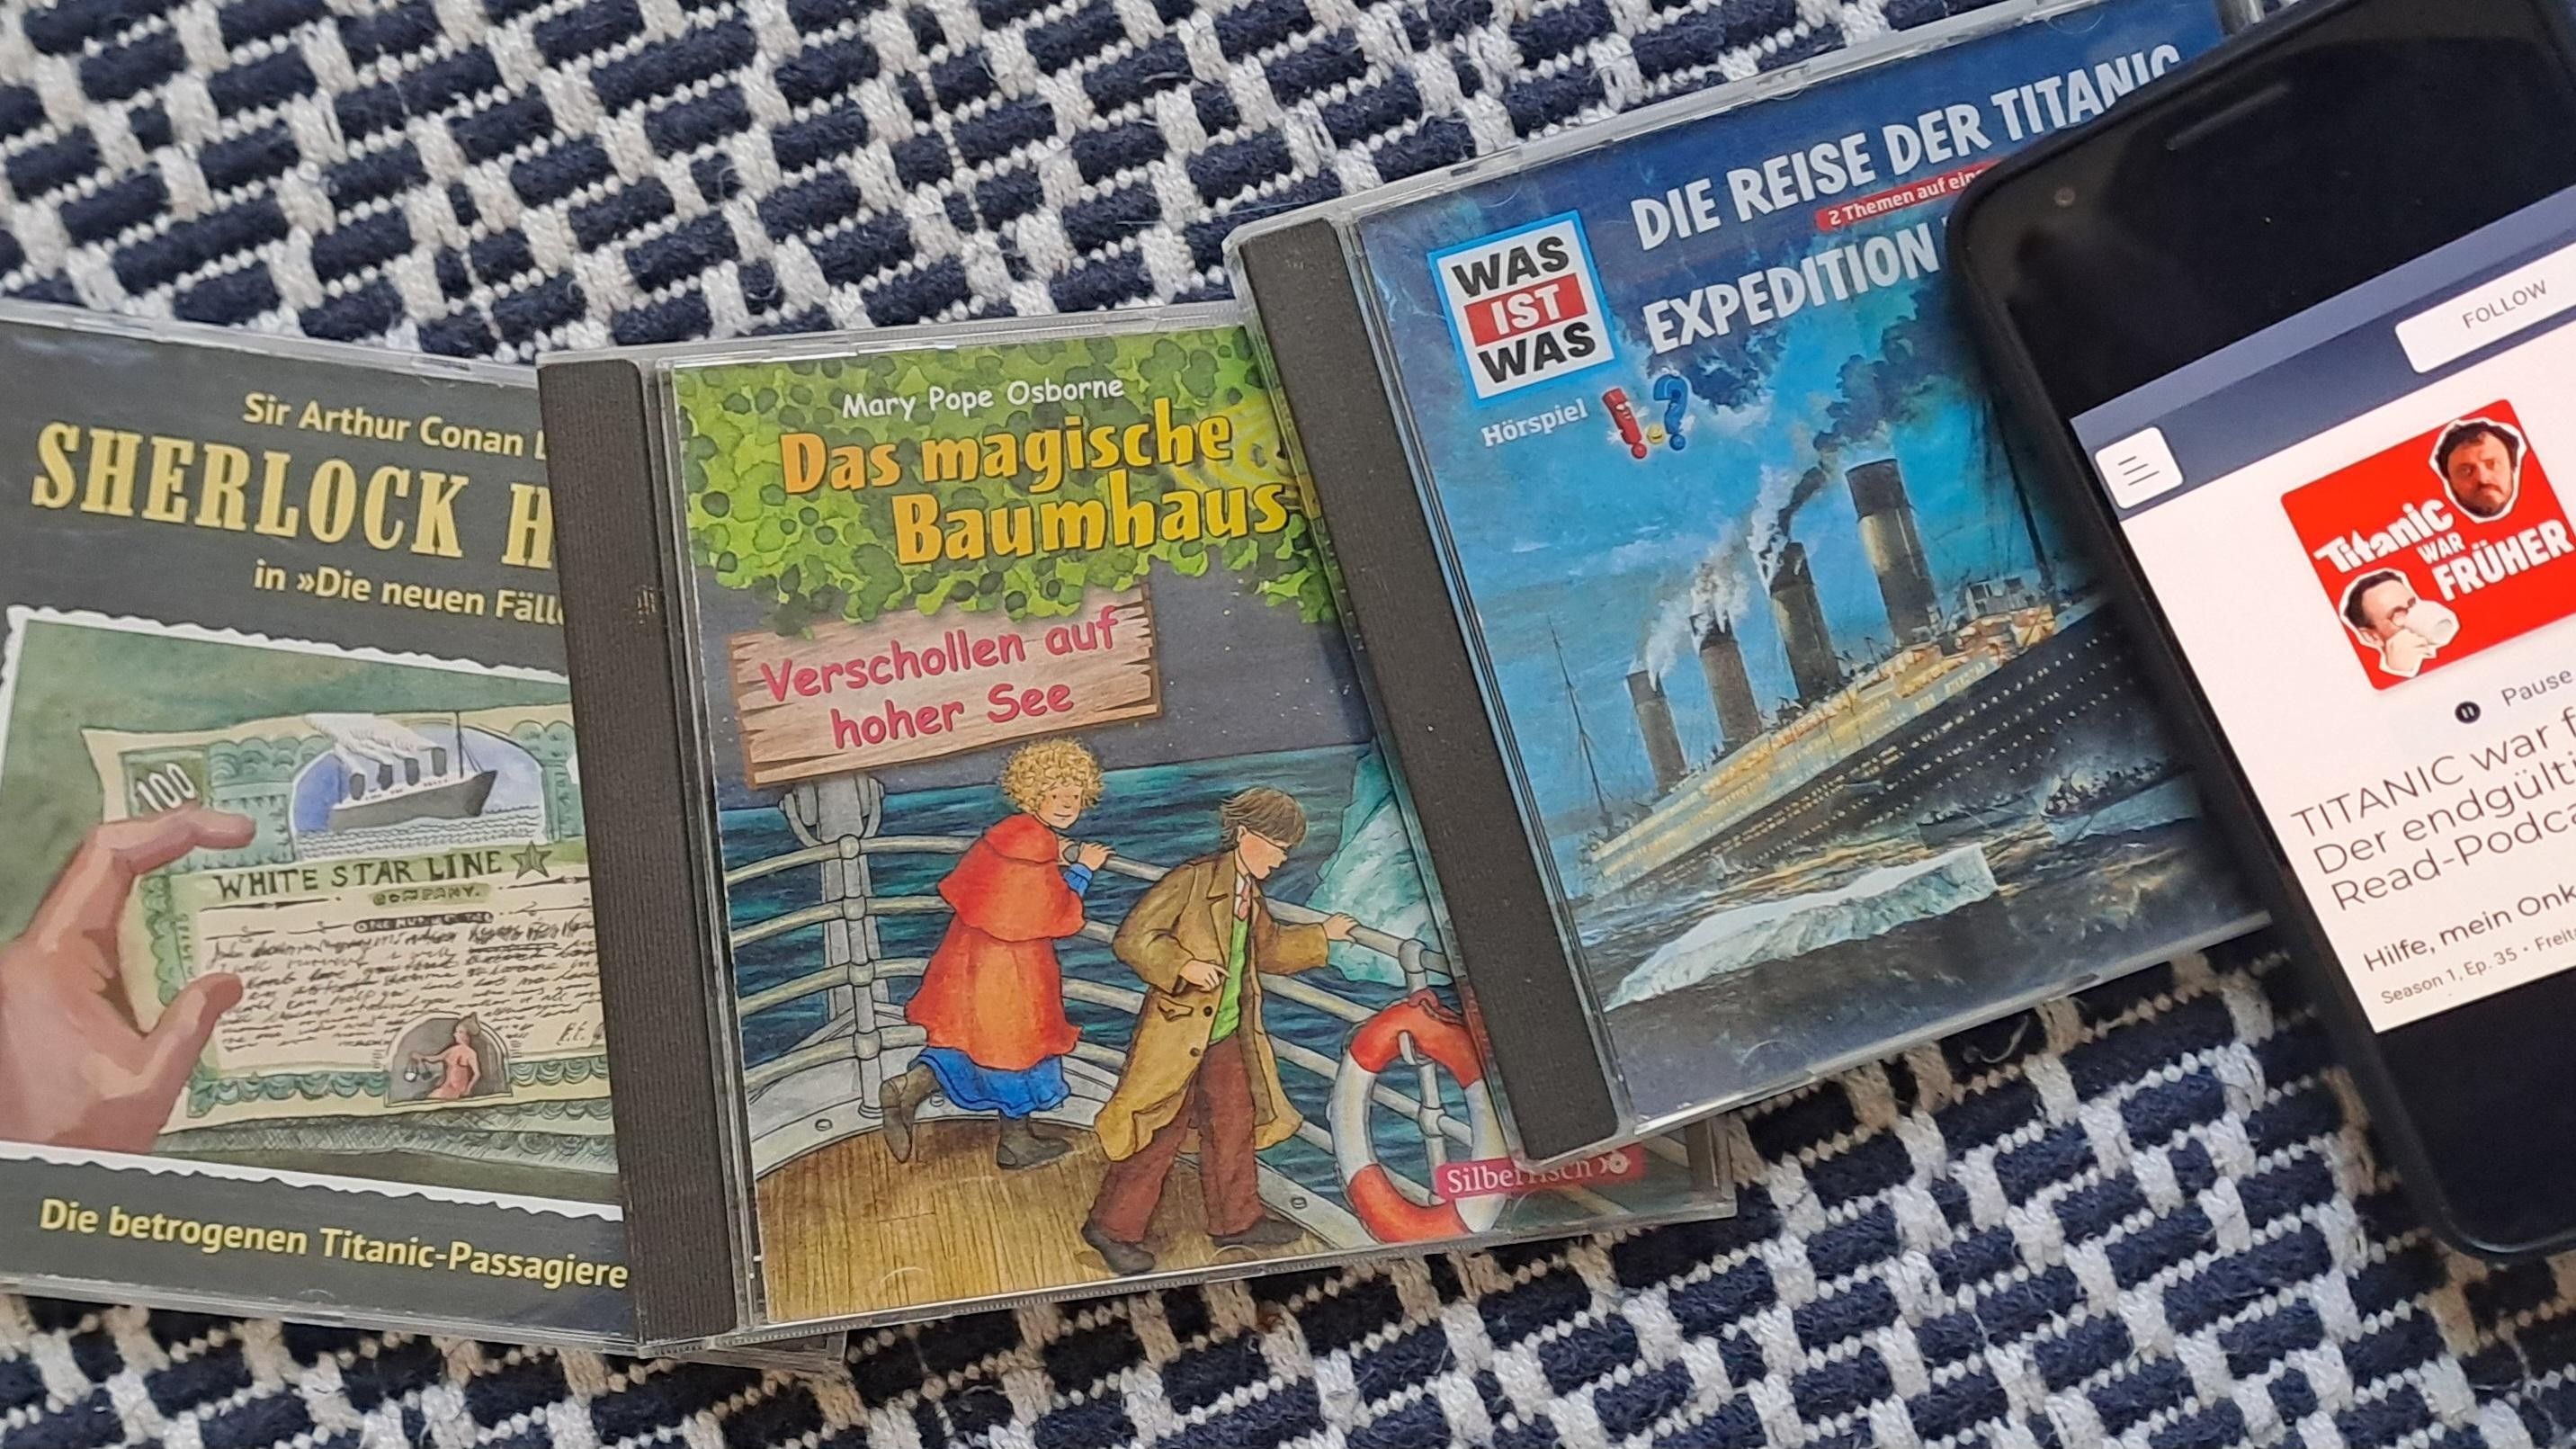 Sir Arthur Conan
SHERLOCK H
in »Die neuen Fälle
100
WHITE STAR LINE
COMPANY.
Die betrogenen Titanic-Passagiere
Mary Pope Osborne
Das magische
Baumhaus
Verschollen auf
hoher See
Silberfisch
DIE REISE DER TITANIC
2 Themen auf
EXPEDITION
WAS
IST
WAS
Hörspiel
FOLLOW
Titanic
WAR
FRÜHER
Pause
TITANIC war f
Der endgülti
Read-Podca
Hilfe, mein Onk
Season 1, Ep. 35 • Freit